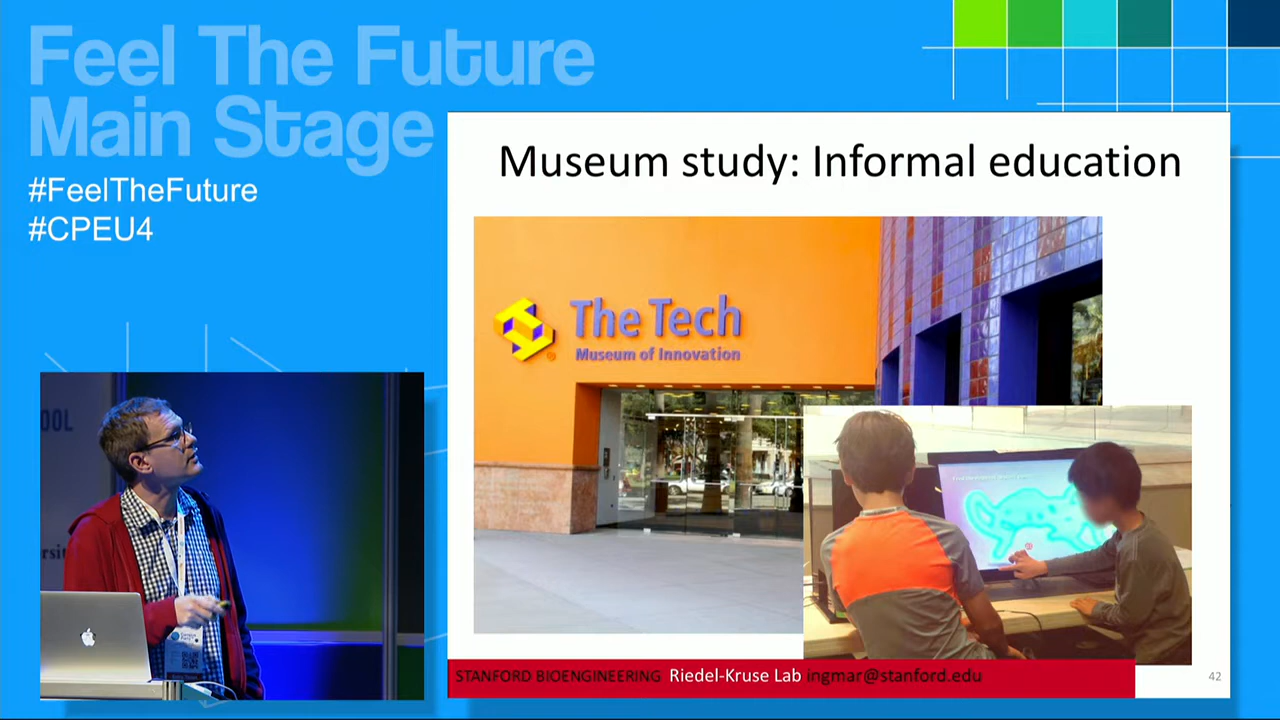 Feel The Future
Main Stage
#FeelTheFuture
#CPEU4
Museum study: Informal education
The Tech
Museum of Innovation
STANFORD BIOENGINEERING Riedel-Kruse Lab ingmar@stanford.edu
42